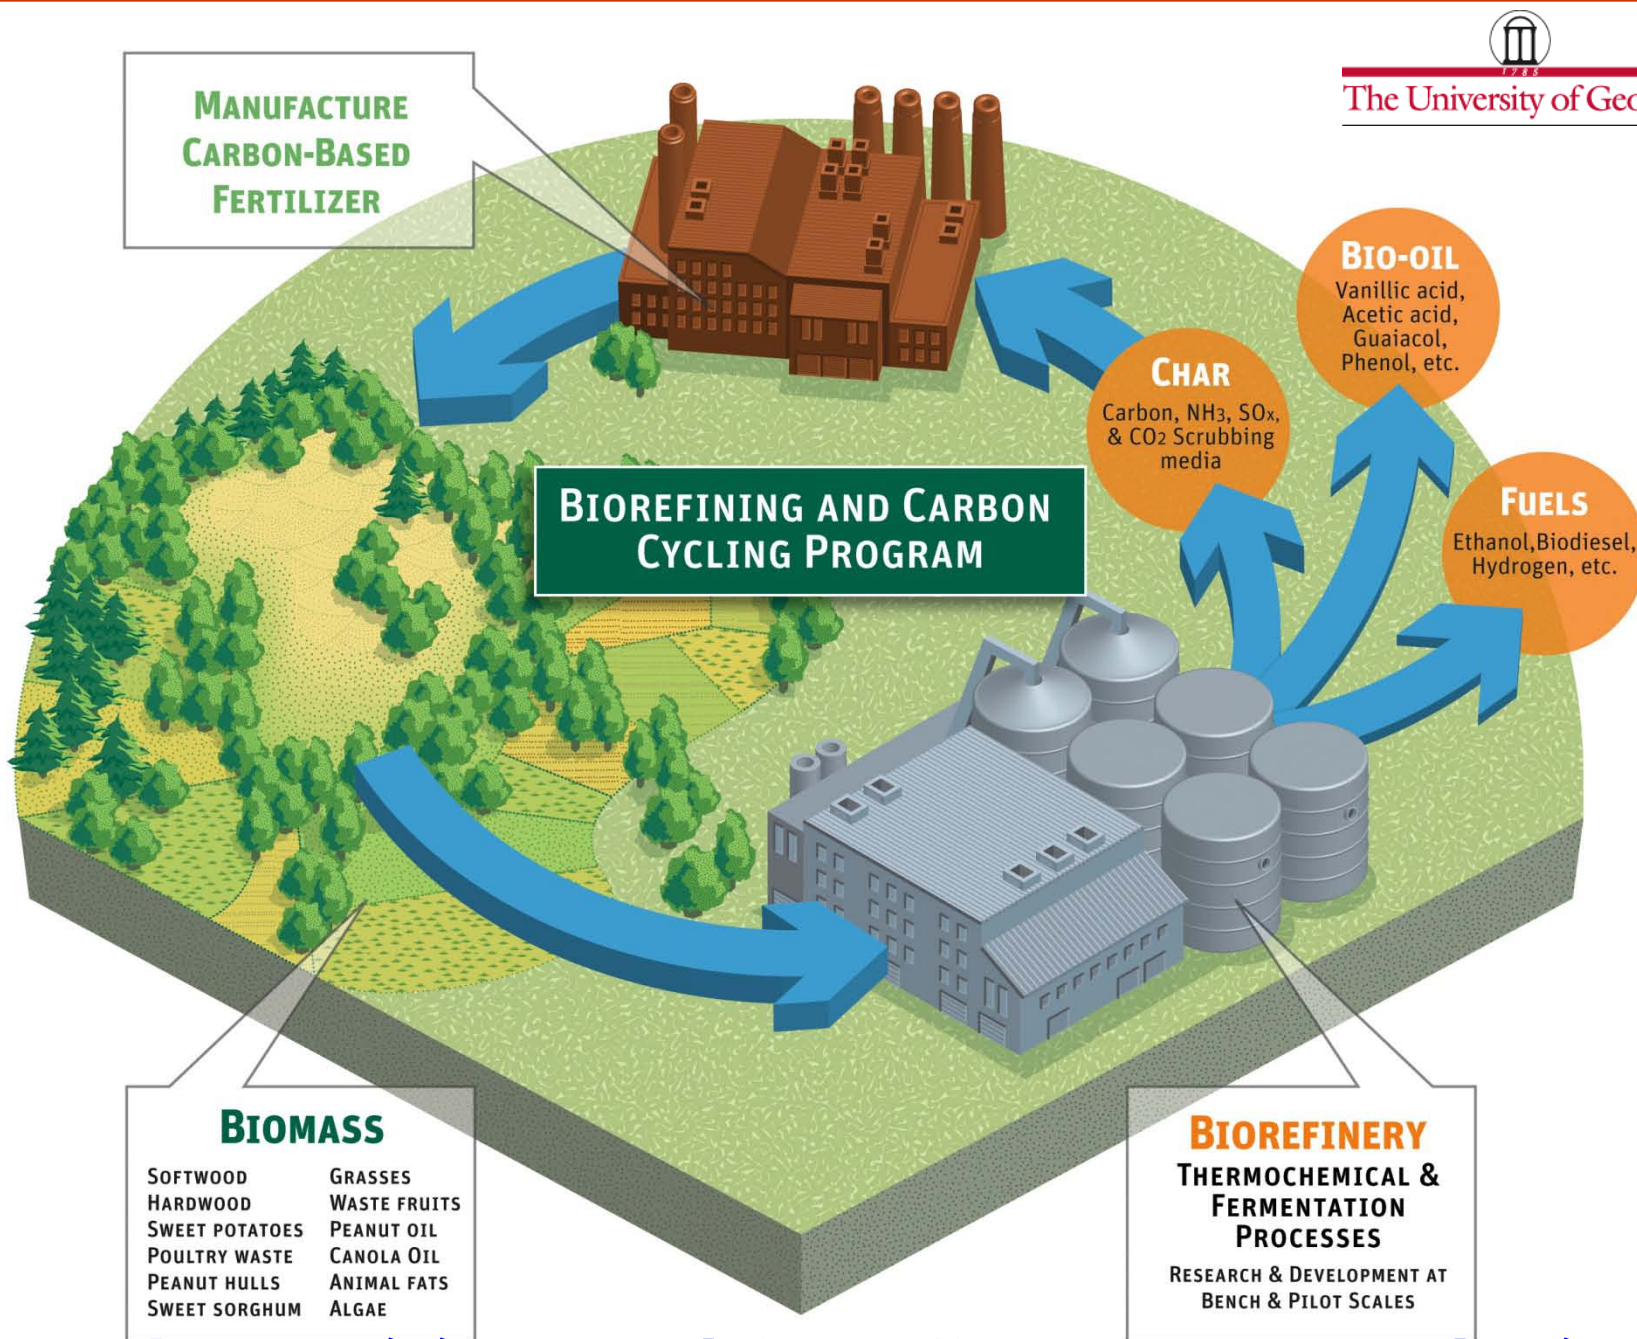 1785
The University of Geo
MANUFACTURE
CARBON-BASED
FERTILIZER
BIO-OIL
Vanillic acid,
Acetic acid,
Guaiacol,
Phenol, etc.
CHAR
Carbon, NH3, SOx,
& CO2 Scrubbing
media
FUELS
Ethanol,Biodiesel,
Hydrogen, etc.
BIOREFINING AND CARBON
CYCLING PROGRAM
BIOMASS
SOFTWOOD
HARDWOOD
SWEET POTATOES
POULTRY WASTE
PEANUT HULLS
SWEET SORGHUM
GRASSES
WASTE FRUITS
PEANUT OIL
CANOLA OIL
ANIMAL FATS
ALGAE
BIOREFINERY
THERMOCHEMICAL &
FERMENTATION
PROCESSES
RESEARCH & DEVELOPMENT AT
BENCH & PILOT SCALES